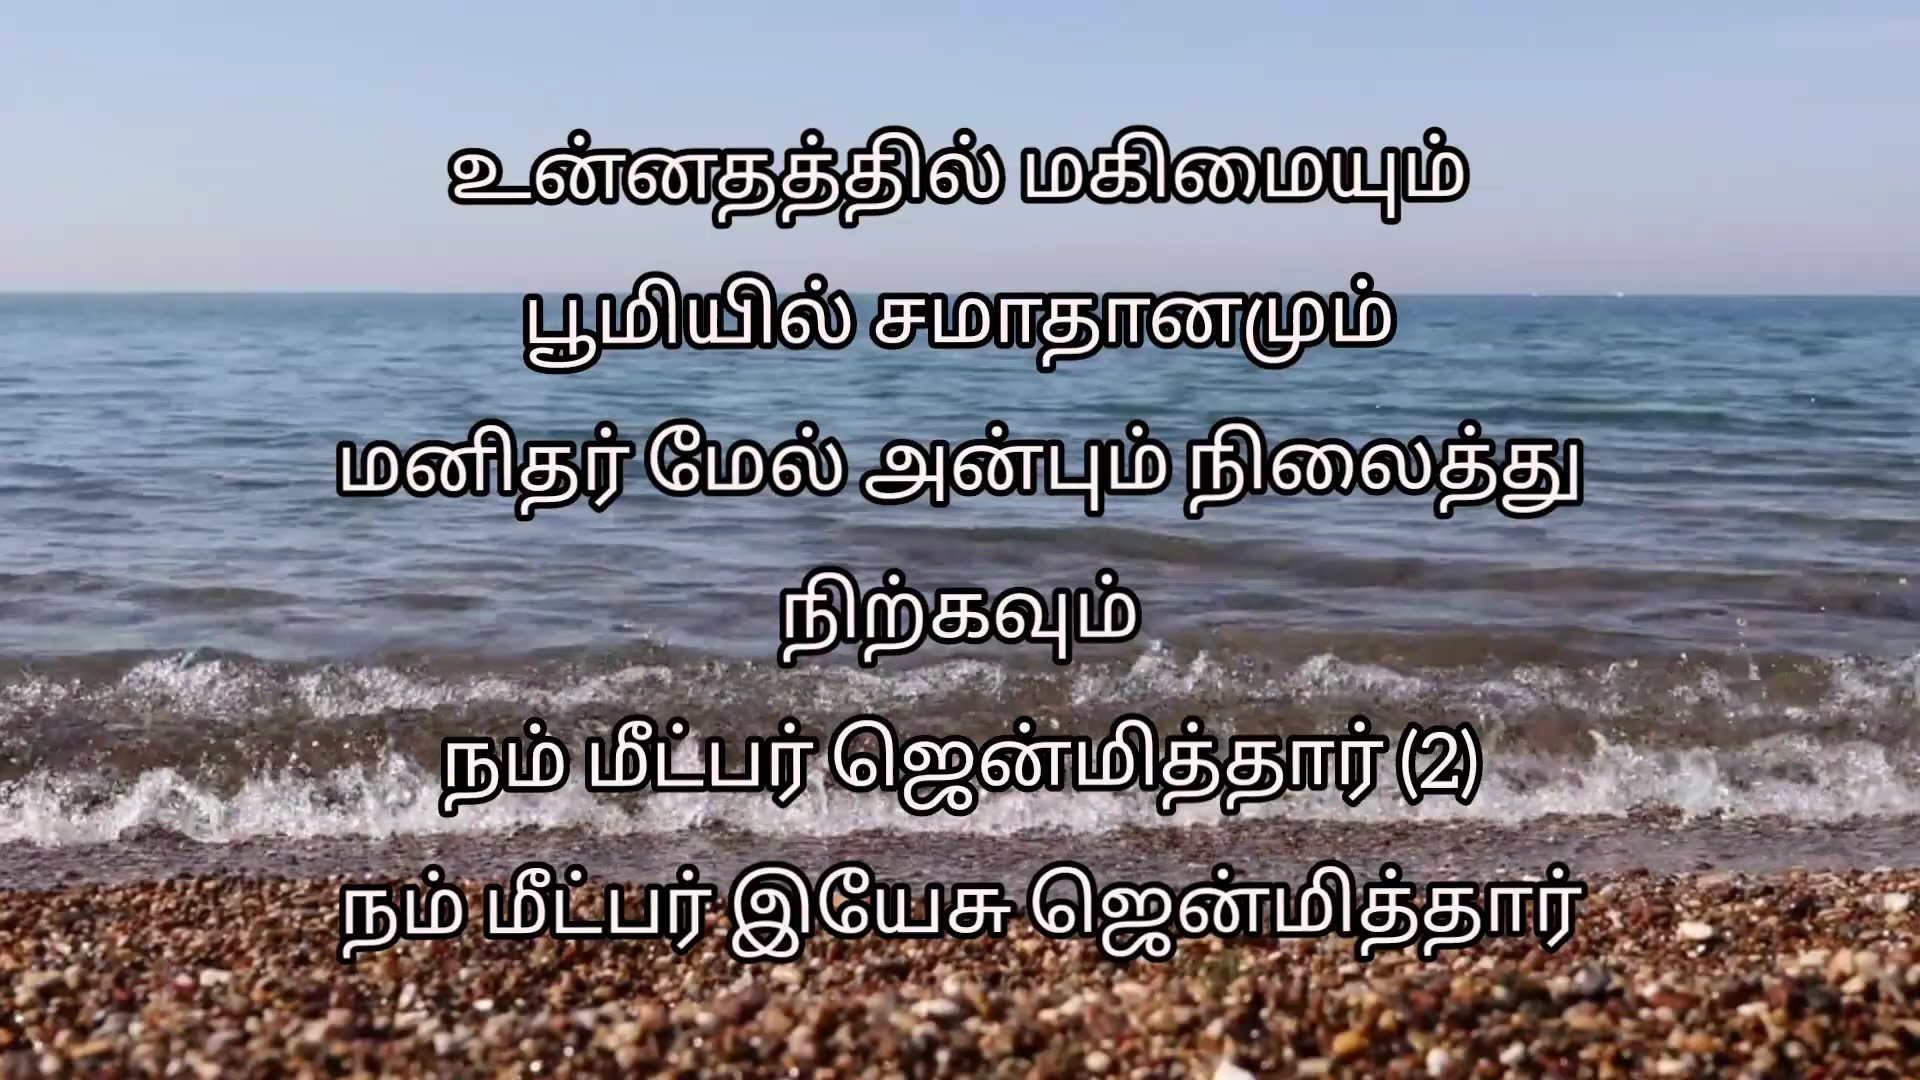 உன்னதத்தில் மகிமையும்
பூமியில் சமாதானமும்
மனிதர் மேல் அன்பும் நிலைத்து
நிற்கவும்
நம் மீட்பர் ஜென்மித்தார் (2)
நம் மீட்பர் இயேசு ஜென்மித்தார்